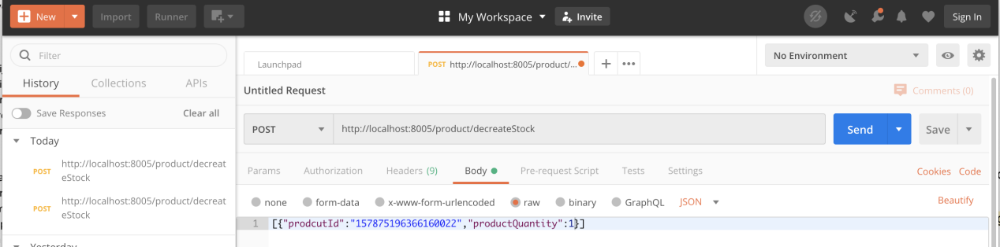 New Import Runner My Workspace Invite Sign In
Filter
History Collections APIs
Save Responses Clear all
Today
POST http://localhost:8005/product/decreat
eStock
POST http://localhost:8005/product/decreat
eStock
Yesterday
Launchpad POST http://localhost:8005/product/... + ••• No Environment
Untitled Request Comments (0)
POST http://localhost:8005/product/decreateStock Send Save
Params Authorization Headers (9) Body Pre-request Script Tests Settings Cookies Code
none form-data x-www-form-urlencoded raw binary GraphQL JSON Beautify
1 [{"prodcutId":"157875196366160022","productQuantity":1}]